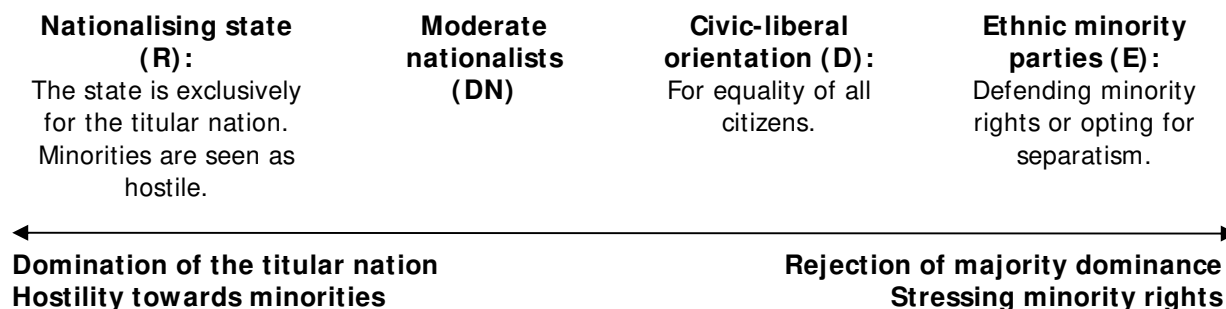 Nationalising state
(R):
The state is exclusively
for the titular nation.
Minorities are seen as
hostile.
Moderate
nationalists
(DN)
Civic-liberal
orientation (D):
For equality of all
citizens.
Ethnic minority
parties (E):
Defending minority
rights or opting for
separatism.
Domination of the titular nation
Hostility towards minorities
Rejection of majority dominance
Stressing minority rights